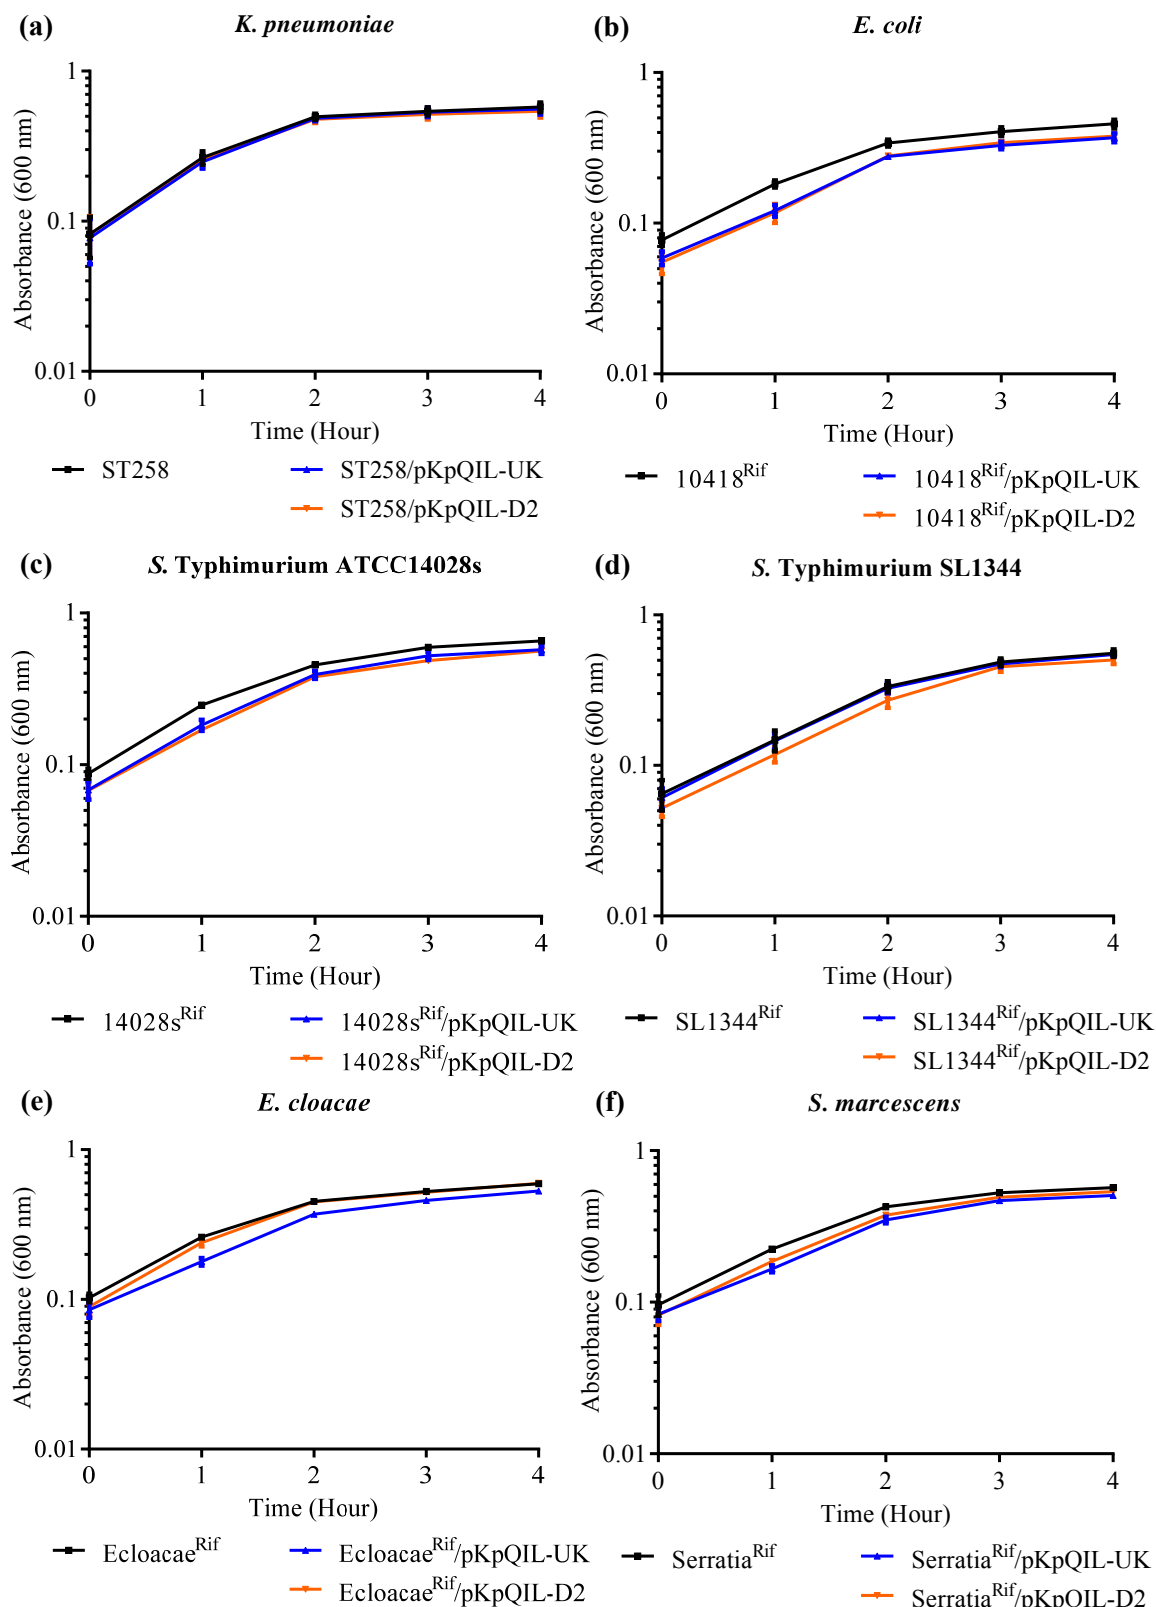 (a) K. pneumoniae
1
0.1
0.01
Absorbance (600 nm)
0 1 2 3 4
Time (Hour)
ST258
ST258/pKpQIL-UK
ST258/pKpQIL-D2
(b) E. coli
1
0.1
0.01
Absorbance (600 nm)
0 1 2 3 4
Time (Hour)
10418Rif
10418Rif/pKpQIL-UK
10418Rif/pKpQIL-D2
(c) S. Typhimurium ATCC14028s
1
0.1
0.01
Absorbance (600 nm)
0 1 2 3 4
Time (Hour)
14028sRif
14028sRif/pKpQIL-UK
14028sRif/pKpQIL-D2
(d) S. Typhimurium SL1344
1
0.1
0.01
Absorbance (600 nm)
0 1 2 3 4
Time (Hour)
SL1344Rif
SL1344Rif/pKpQIL-UK
SL1344Rif/pKpQIL-D2
(e) E. cloacae
1
0.1
0.01
Absorbance (600 nm)
0 1 2 3 4
Time (Hour)
EcloacaeRif
EcloacaeRif/pKpQIL-UK
EcloacaeRif/pKpQIL-D2
(f) S. marcescens
1
0.1
0.01
Absorbance (600 nm)
0 1 2 3 4
Time (Hour)
SerratiaRif
SerratiaRif/pKpQIL-UK
SerratiaRif/pKpQIL-D2